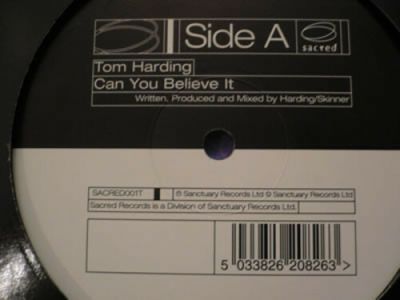 Side A
sacred
Tom Harding
Can You Believe It
Written, Produced and Mixed by Harding/Skinner
SACRED001T
℗ Sanctuary Records Ltd © Sanctuary Records Ltd
Sacred Records is a Division of Sanctuary Records Ltd.
5 033826 208263 >